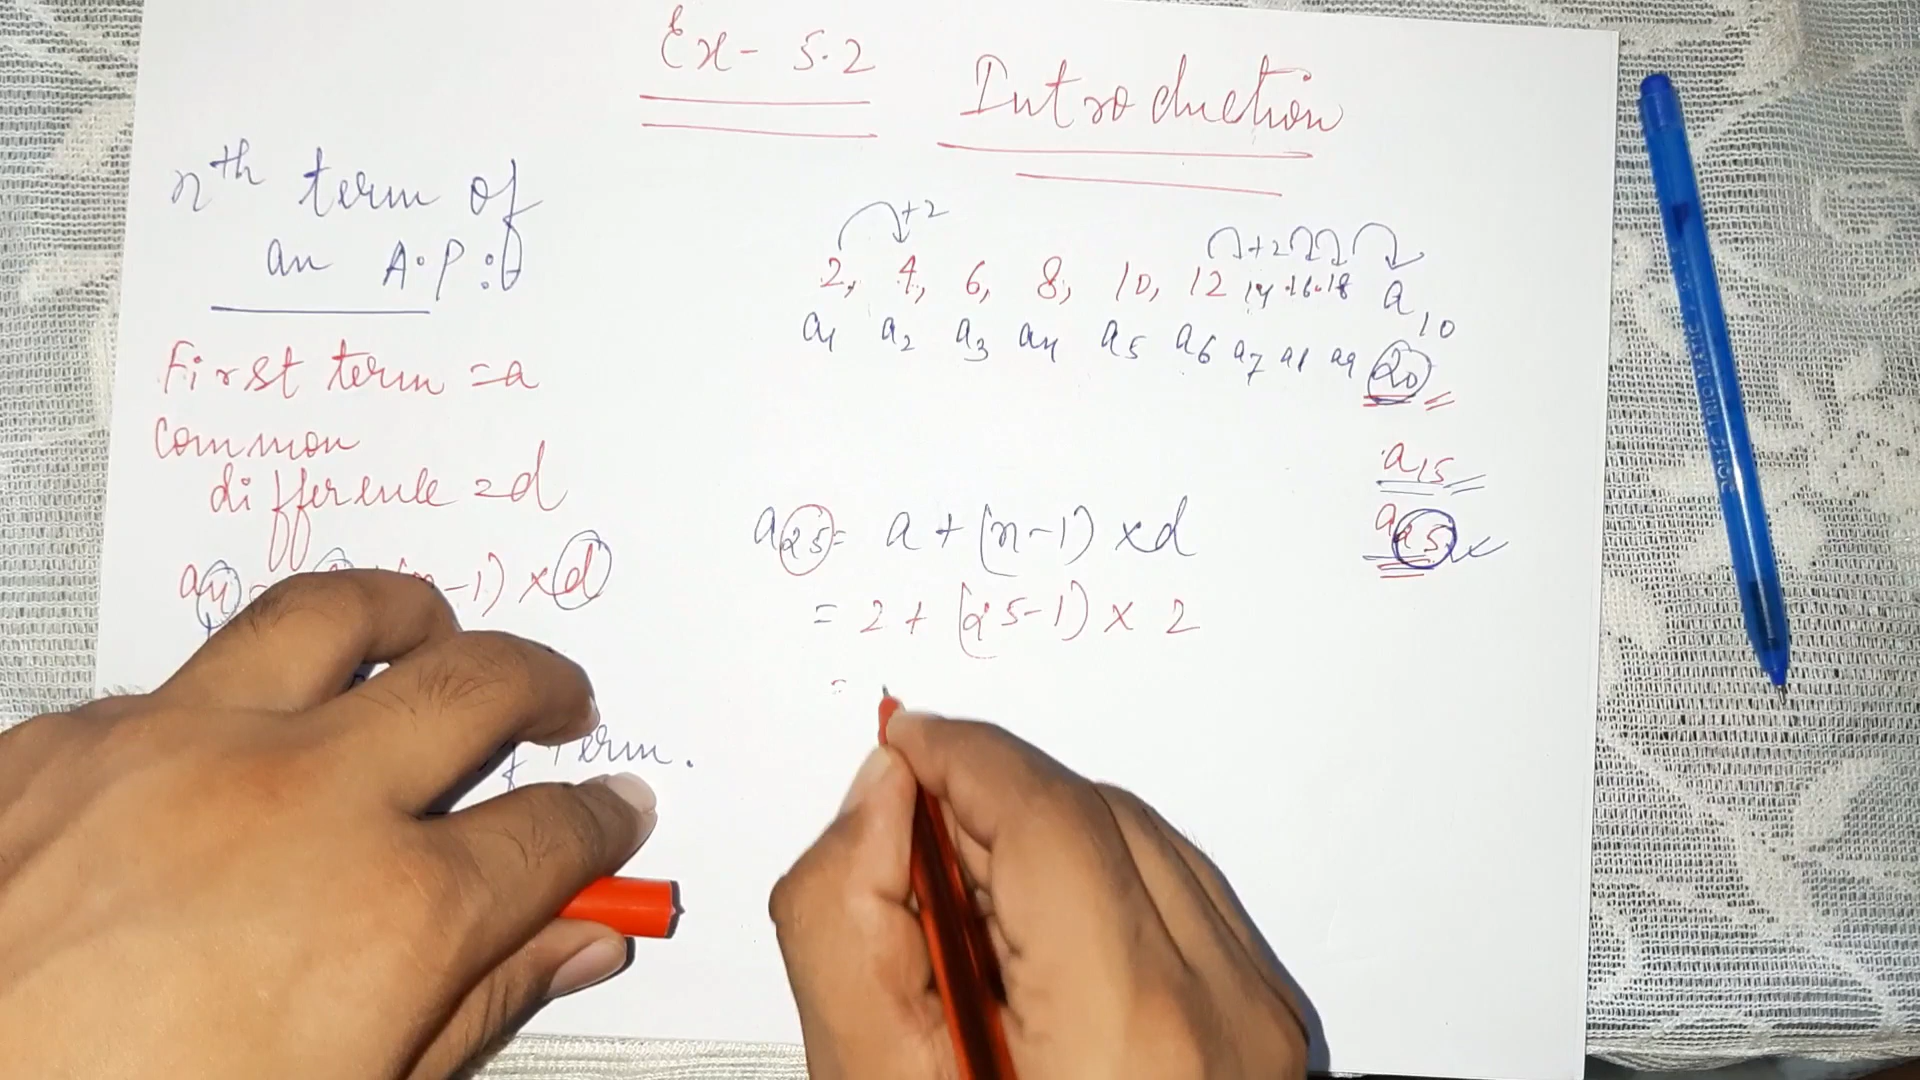 Ex- 5.2 Introduction
nth term of
an A.P:
First term = a
Common
difference = d
-1) × d
term.
+2
+2
2, 4, 6, 8, 10, 12 14 16 18 a10
a1 a2 a3 a4 a5 a6 a7 a8 a9 20
a15
a25
a25 = a + (n-1) × d
= 2 + (25-1) × 2
=